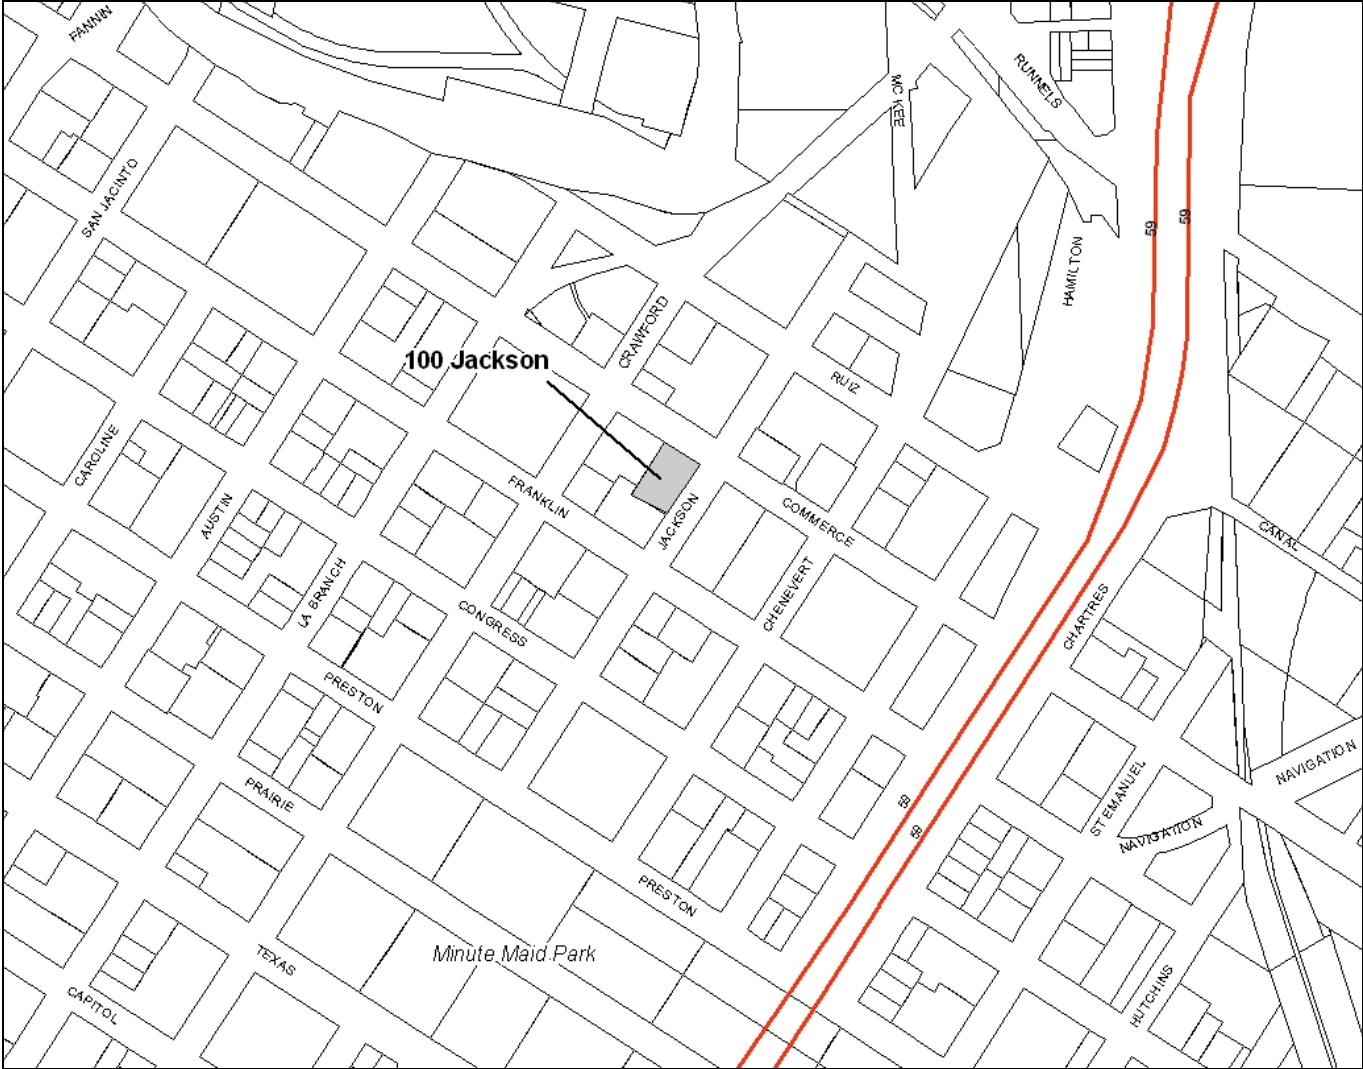 FANNIN
MC KEE
RUNNELS
SAN JACINTO
59
59
HAMILTON
CRAWFORD
100 Jackson
RUIZ
CAROLINE
AUSTIN
FRANKLIN
JACKSON
COMMERCE
CANAL
LA BRANCH
CONGRESS
CHENEVERT
CHARTRES
PRESTON
PRAIRIE
NAVIGATION
ST EMANUEL
59
59
NAVIGATION
PRESTON
TEXAS
Minute Maid Park
CAPITOL
HUTCHINS